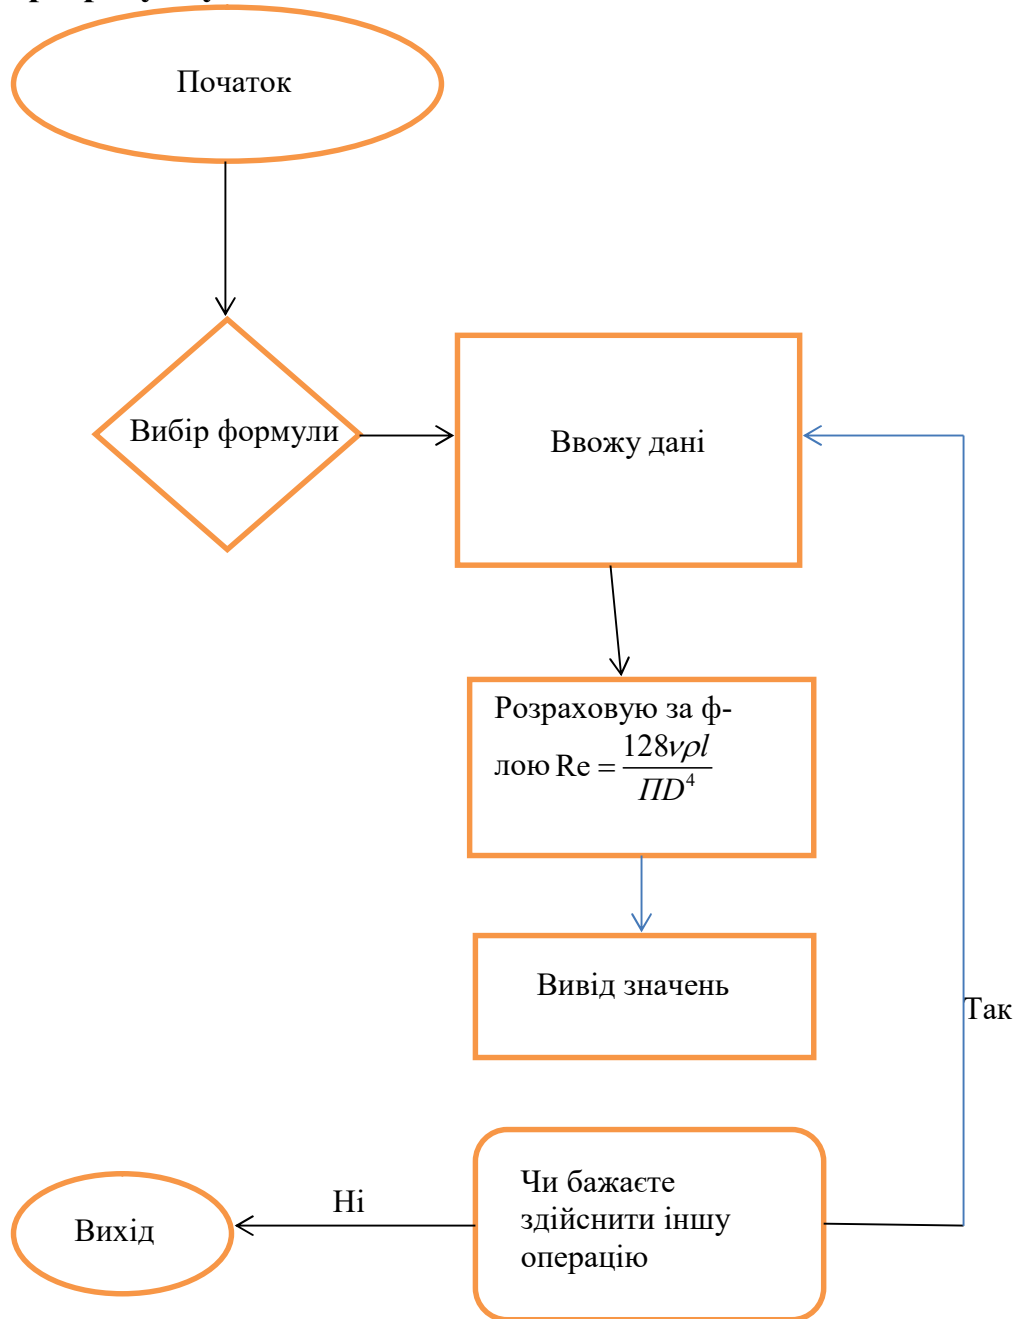 Початок
Вибір формули
Ввожу дані
Розраховую за ф-
лою Re = 128νρl / ПD⁴
Вивід значень
Так
Чи бажаєте
здійснити іншу
операцію
Ні
Вихід